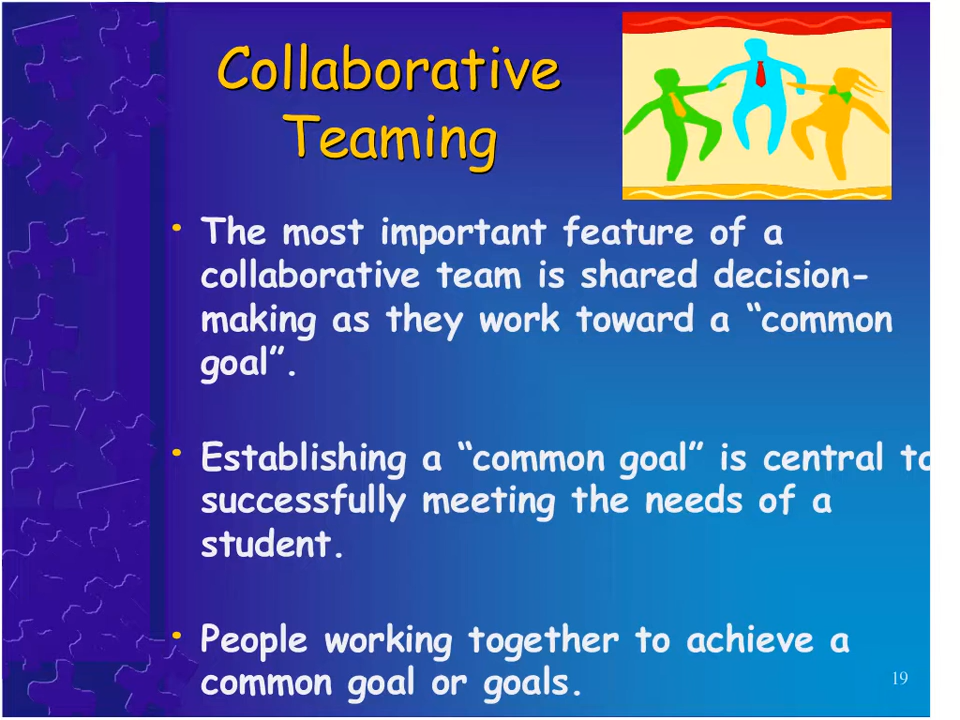 Collaborative
Teaming
• The most important feature of a
collaborative team is shared decision-
making as they work toward a “common
goal”.
• Establishing a “common goal” is central to
successfully meeting the needs of a
student.
• People working together to achieve a
common goal or goals.
19